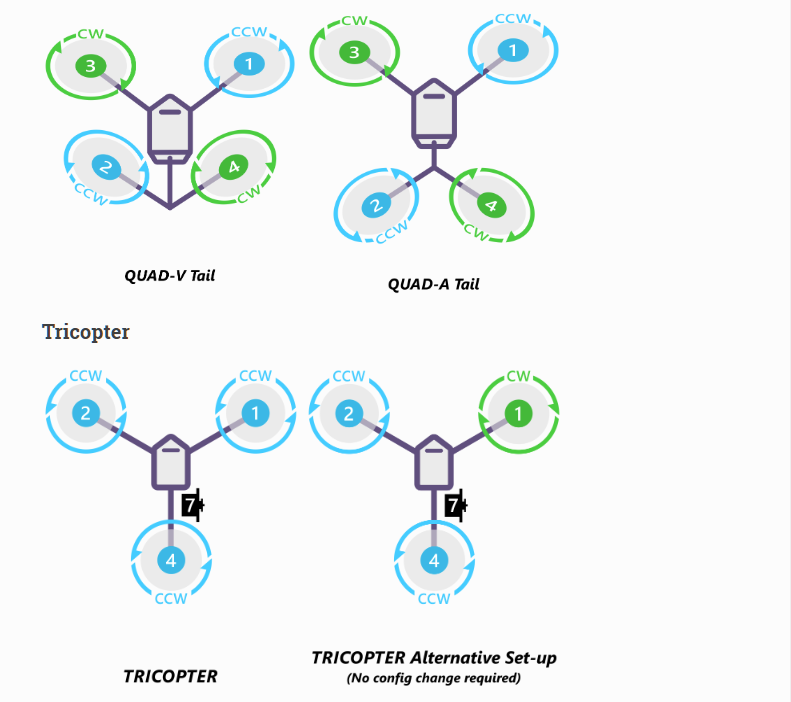 CW
3
CCW
1
2
CCW
4
CW
QUAD-V Tail
CW
3
CCW
1
2
CCW
4
CW
QUAD-A Tail
Tricopter
CCW
2
CCW
1
7
4
CCW
TRICOPTER
CCW
2
CW
1
7
4
CCW
TRICOPTER Alternative Set-up
(No config change required)